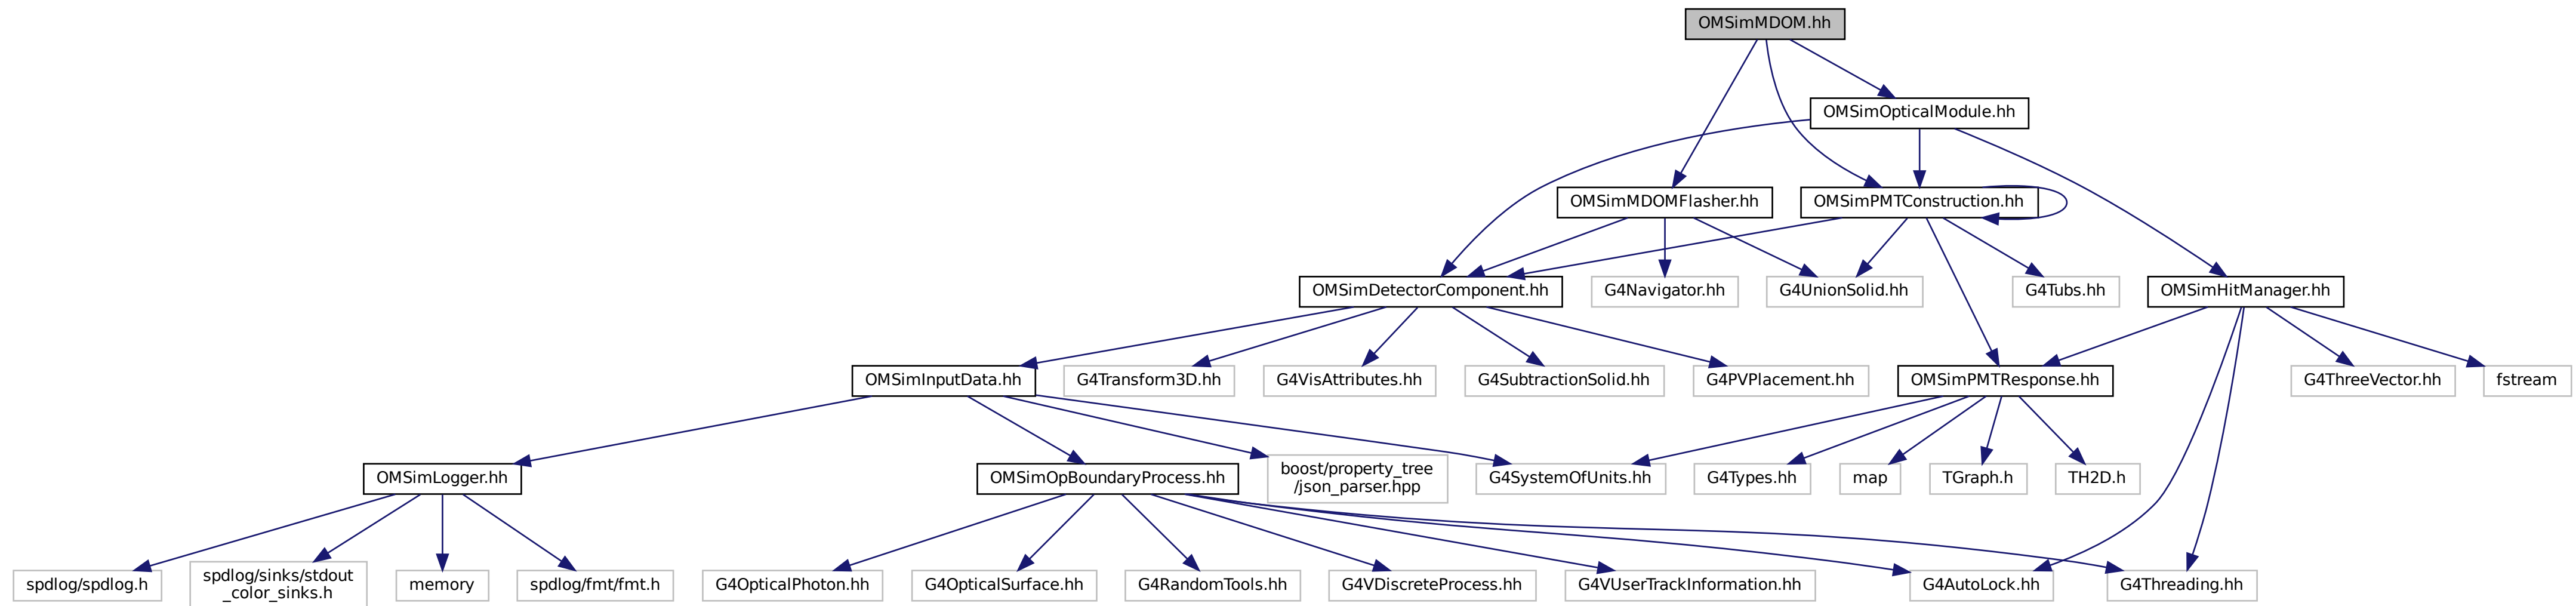 OMSimMDOM.hh
OMSimOpticalModule.hh
OMSimMDOMFlasher.hh
OMSimPMTConstruction.hh
OMSimDetectorComponent.hh
G4Navigator.hh
G4UnionSolid.hh
G4Tubs.hh
OMSimHitManager.hh
OMSimInputData.hh
G4Transform3D.hh
G4VisAttributes.hh
G4SubtractionSolid.hh
G4PVPlacement.hh
OMSimPMTResponse.hh
G4ThreeVector.hh
fstream
OMSimLogger.hh
OMSimOpBoundaryProcess.hh
boost/property_tree
/json_parser.hpp
G4SystemOfUnits.hh
G4Types.hh
map
TGraph.h
TH2D.h
spdlog/spdlog.h
spdlog/sinks/stdout
_color_sinks.h
memory
spdlog/fmt/fmt.h
G4OpticalPhoton.hh
G4OpticalSurface.hh
G4RandomTools.hh
G4VDiscreteProcess.hh
G4VUserTrackInformation.hh
G4AutoLock.hh
G4Threading.hh